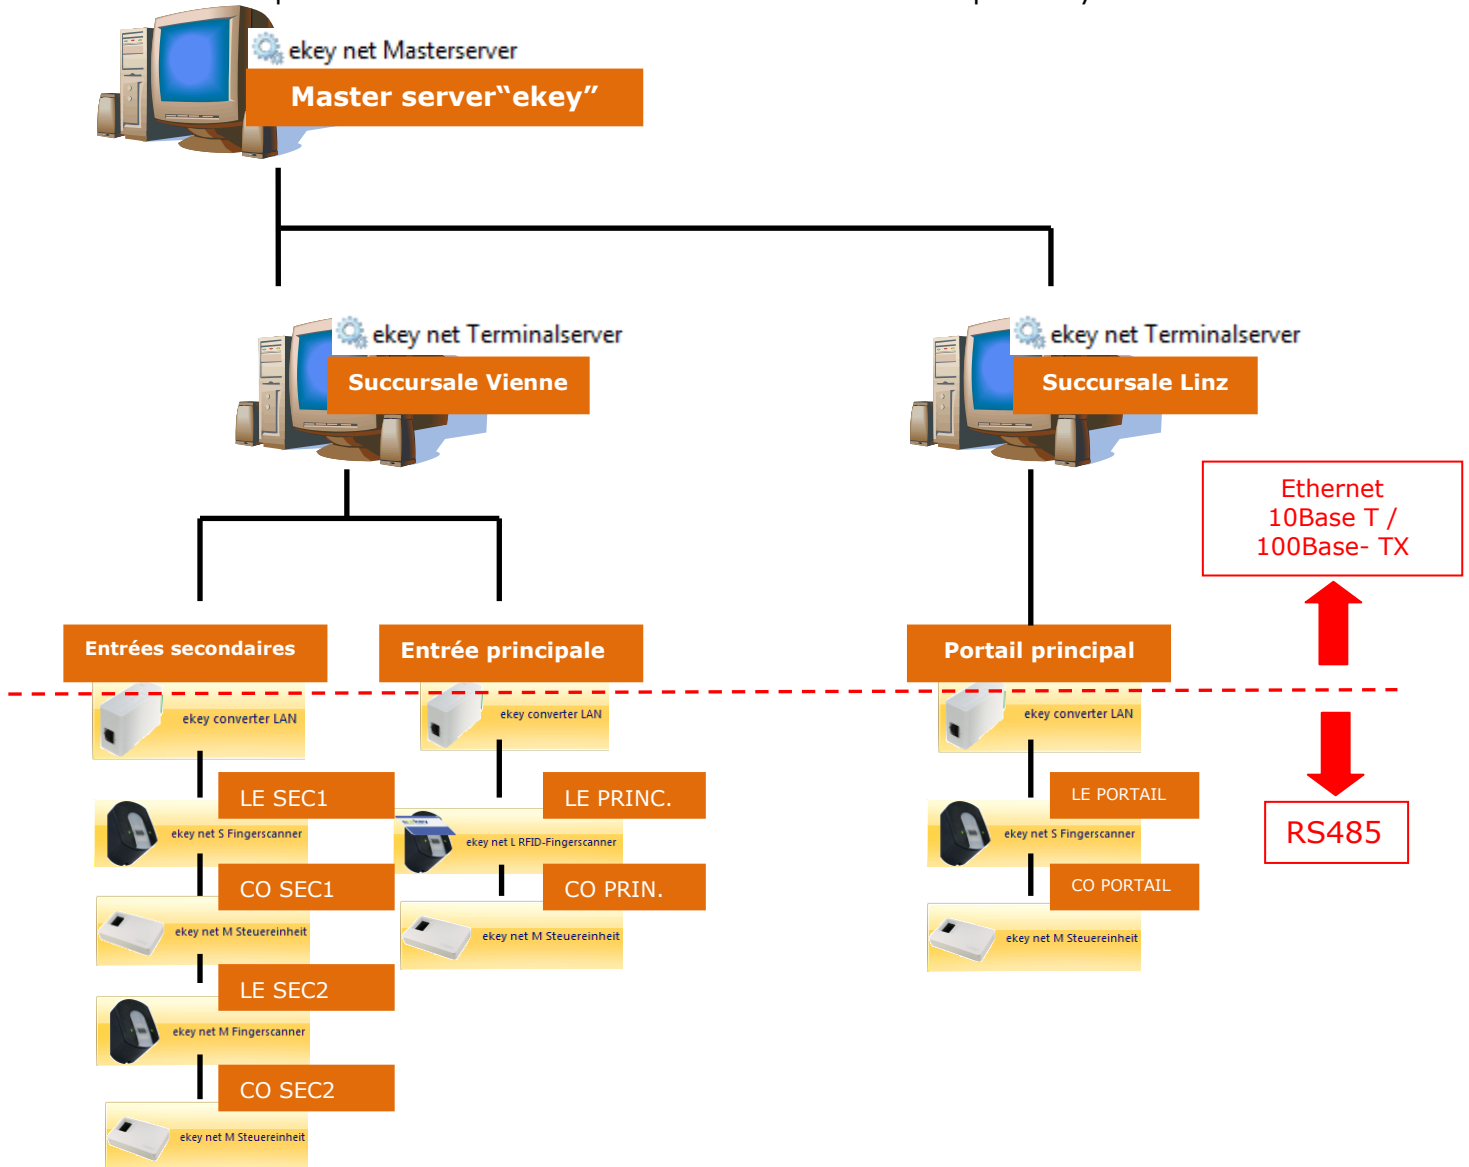 ekey net Masterserver
Master server“ekey”
ekey net Terminalserver
Succursale Vienne
ekey net Terminalserver
Succursale Linz
Ethernet
10Base T /
100Base- TX
Entrées secondaires
Entrée principale
Portail principal
ekey converter LAN
ekey converter LAN
ekey converter LAN
LE SEC1
LE PRINC.
LE PORTAIL
RS485
ekey net S Fingerscanner
ekey net L RFID-Fingerscanner
ekey net S Fingerscanner
CO SEC1
CO PRIN.
CO PORTAIL
ekey net M Steuereinheit
ekey net M Steuereinheit
ekey net M Steuereinheit
LE SEC2
ekey net M Fingerscanner
CO SEC2
ekey net M Steuereinheit